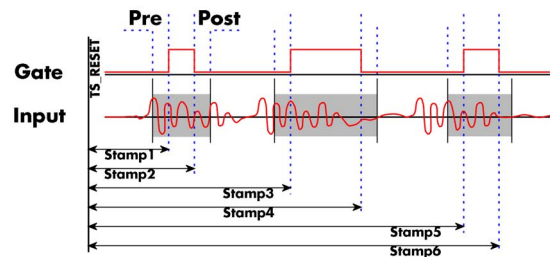 Pre Post
TS_RESET
Gate
Input
Stamp1
Stamp2
Stamp3
Stamp4
Stamp5
Stamp6